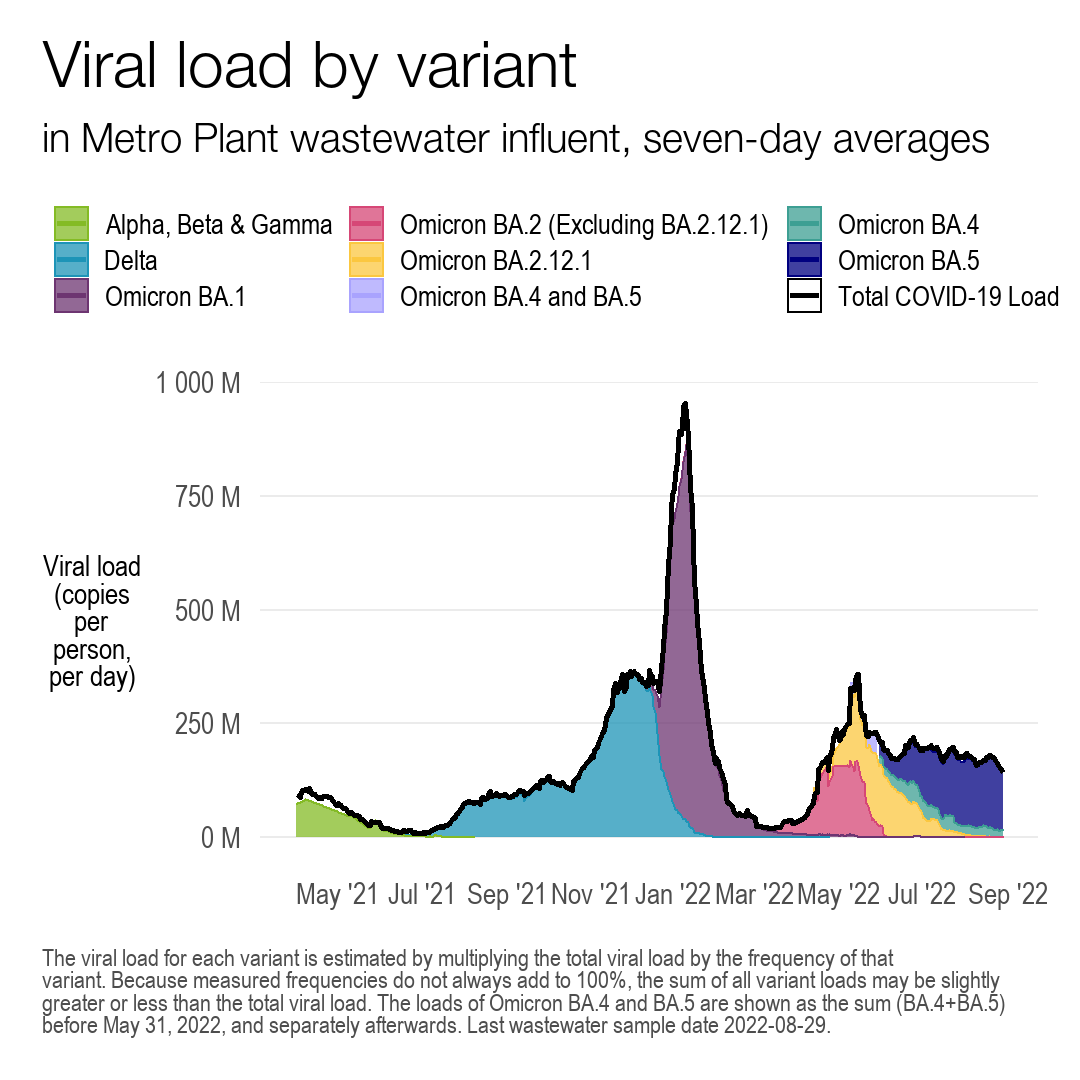 Viral load by variant
in Metro Plant wastewater influent, seven-day averages
Alpha, Beta & Gamma
Delta
Omicron BA.1
Omicron BA.2 (Excluding BA.2.12.1)
Omicron BA.2.12.1
Omicron BA.4 and BA.5
Omicron BA.4
Omicron BA.5
Total COVID-19 Load
Viral load
(copies
per
person,
per day)
1 000 M
750 M
500 M
250 M
0 M
May '21 Jul '21 Sep '21 Nov '21 Jan '22 Mar '22 May '22 Jul '22 Sep '22
The viral load for each variant is estimated by multiplying the total viral load by the frequency of that
variant. Because measured frequencies do not always add to 100%, the sum of all variant loads may be slightly
greater or less than the total viral load. The loads of Omicron BA.4 and BA.5 are shown as the sum (BA.4+BA.5)
before May 31, 2022, and separately afterwards. Last wastewater sample date 2022-08-29.